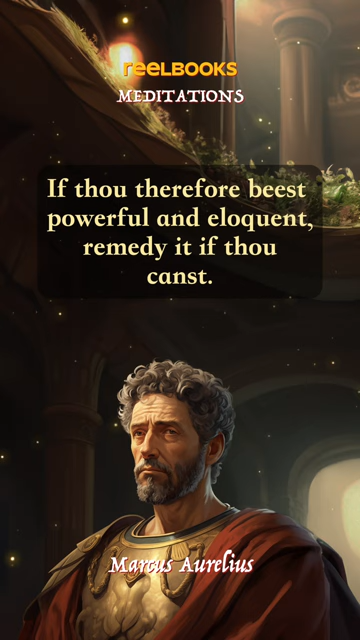 reelBOOKS
MEDITATIONS
If thou therefore beest
powerful and eloquent,
remedy it if thou
canst.
Marcus Aurelius